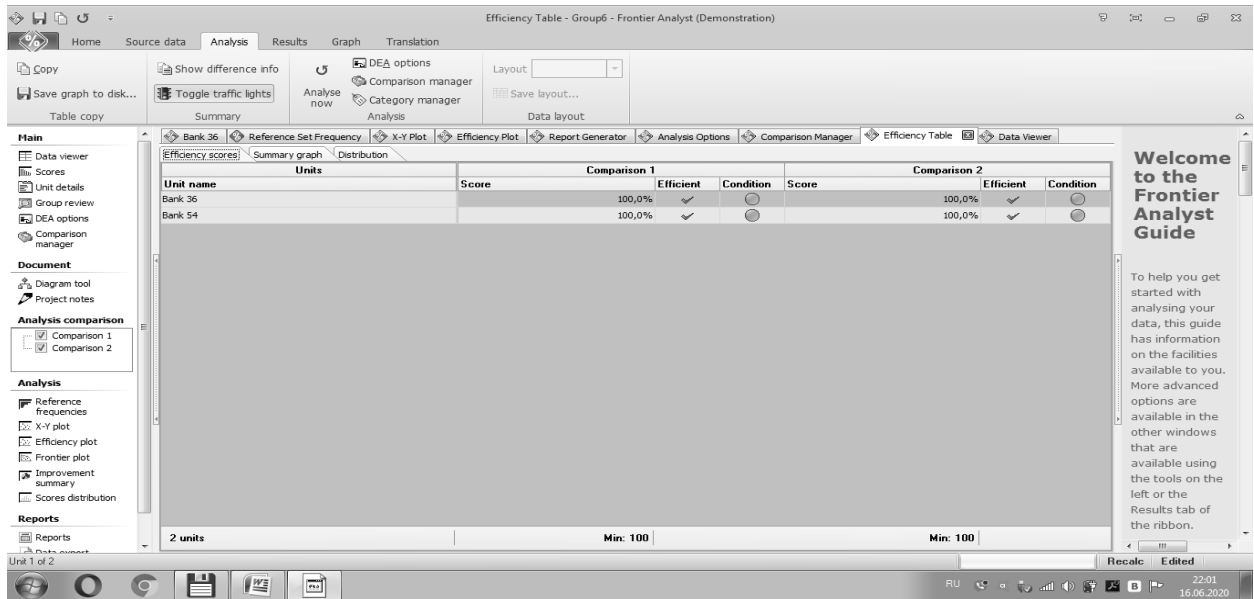 Efficiency Table - Group6 - Frontier Analyst (Demonstration)
Home Source data Analysis Results Graph Translation
Copy
Save graph to disk...
Table copy
Show difference info
Toggle traffic lights
Summary
Analyse now
DEA options
Comparison manager
Category manager
Analysis
Layout
Save layout...
Data layout
Main
Data viewer
Scores
Unit details
Group review
DEA options
Comparison
manager
Document
Diagram tool
Project notes
Analysis comparison
Comparison 1
Comparison 2
Analysis
Reference
frequencies
X-Y plot
Efficiency plot
Frontier plot
Improvement
summary
Scores distribution
Reports
Reports
Data export
Bank 36 Reference Set Frequency X-Y Plot Efficiency Plot Report Generator Analysis Options Comparison Manager Efficiency Table Data Viewer
Efficiency scores Summary graph Distribution
Units Comparison 1 Comparison 2
Unit name Score Efficient Condition Score Efficient Condition
Bank 36 100,0% 100,0%
Bank 54 100,0% 100,0%
2 units Min: 100 Min: 100
Welcome
to the
Frontier
Analyst
Guide
To help you get
started with
analysing your
data, this guide
has information
on the facilities
available to you.
More advanced
options are
available in the
other windows
that are
available using
the tools on the
left or the
Results tab of
the ribbon.
Unit 1 of 2
Recalc Edited
RU
22:01
16.06.2020